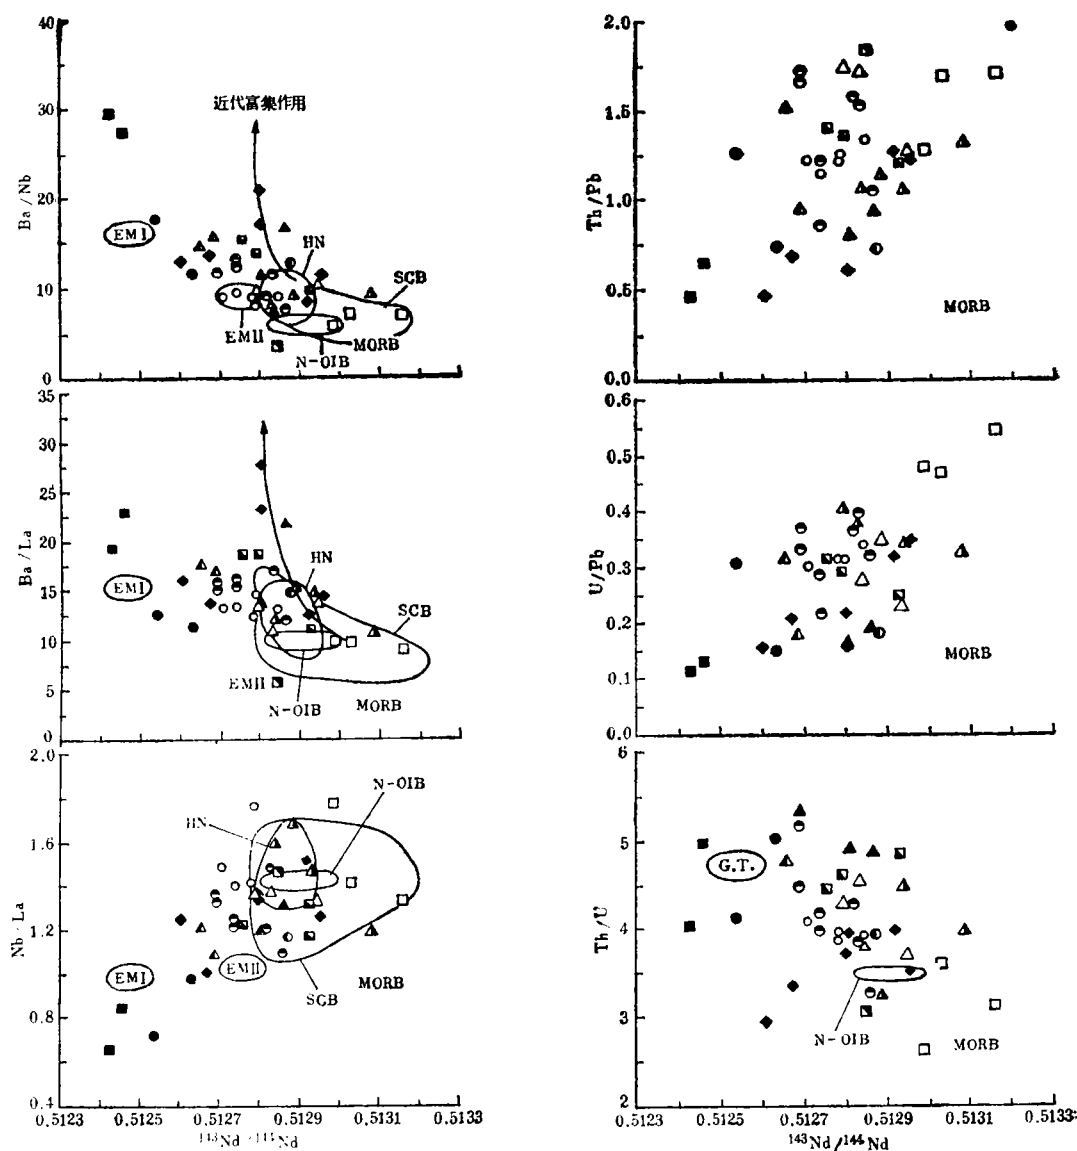 40
30
20
10
0
Ba/Nb
近代富集作用
EMI
HN
SCB
EMII
MORB
N-OIB
35
30
25
20
15
10
5
0
Ba/La
EMI
HN
SCB
EMII
N-OIB
MORB
2.0
1.6
1.2
0.8
0.4
Nb·La
N-OIB
HN
EMI
EMII
SCB
MORB
0.5123
0.5125
0.5127
0.5129
0.5131
0.5133
¹⁴³Nd/¹⁴⁴Nd
2.0
1.5
1.0
0.5
0.0
Th/Pb
MORB
0.6
0.5
0.4
0.3
0.2
0.1
0.0
U/Pb
MORB
6
5
4
3
2
Th/U
G.T.
N-OIB
MORB
0.5123
0.5125
0.5127
0.5129
0.5131
0.5133
¹⁴³Nd/¹⁴⁴Nd